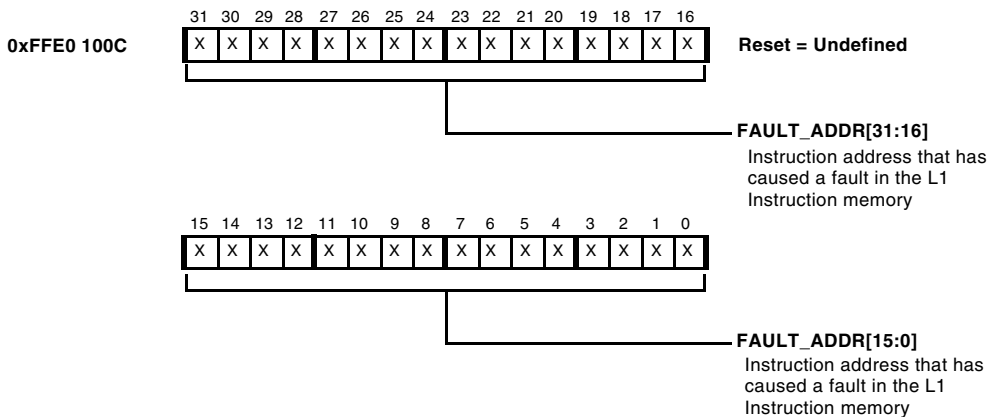 31 30 29 28 27 26 25 24 23 22 21 20 19 18 17 16
0xFFE0 100C X X X X X X X X X X X X X X X X Reset = Undefined
FAULT_ADDR[31:16]
Instruction address that has
caused a fault in the L1
Instruction memory
15 14 13 12 11 10 9 8 7 6 5 4 3 2 1 0
X X X X X X X X X X X X X X X X
FAULT_ADDR[15:0]
Instruction address that has
caused a fault in the L1
Instruction memory